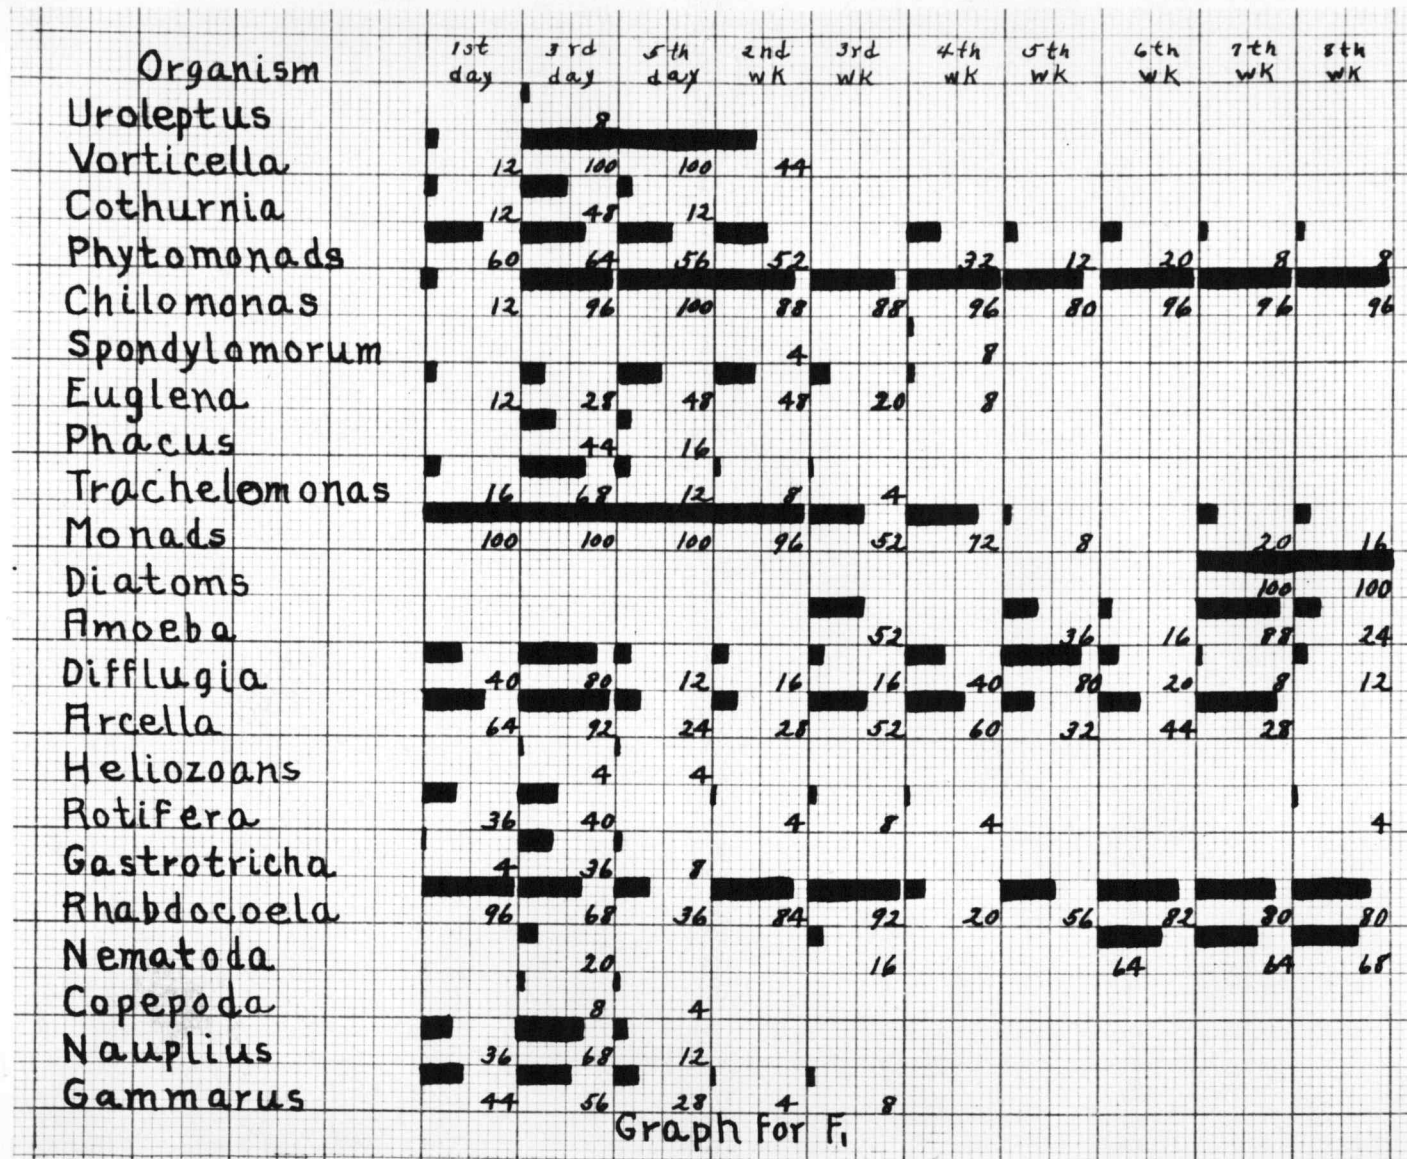 Organism 1st day 3rd day 5th day 2nd wk 3rd wk 4th wk 5th wk 6th wk 7th wk 8th wk
Uroleptus 8
Vorticella 12 100 100 44
Cothurnia 12 48 12
Phytomonads 60 64 56 52 32 12 20 8 8
Chilomonas 12 96 100 88 88 96 80 96 96 96
Spondylomorum 4 8
Euglena 12 28 48 48 20 8
Phacus 44 16
Trachelomonas 16 68 12 8 4
Monads 100 100 100 96 52 72 8 20 16
Diatoms 100 100
Amoeba 52 36 16 88 24
Difflugia 40 80 12 16 16 40 80 20 8 12
Arcella 64 92 24 28 52 60 32 44 28
Heliozoans 4 4
Rotifera 36 40 4 8 4 4
Gastrotricha 4 36 8
Rhabdocoela 96 68 36 84 92 20 56 82 80 80
Nematoda 20 16 64 64 68
Copepoda 8 4
Nauplius 36 68 12
Gammarus 44 56 28 4 8
Graph for F₁